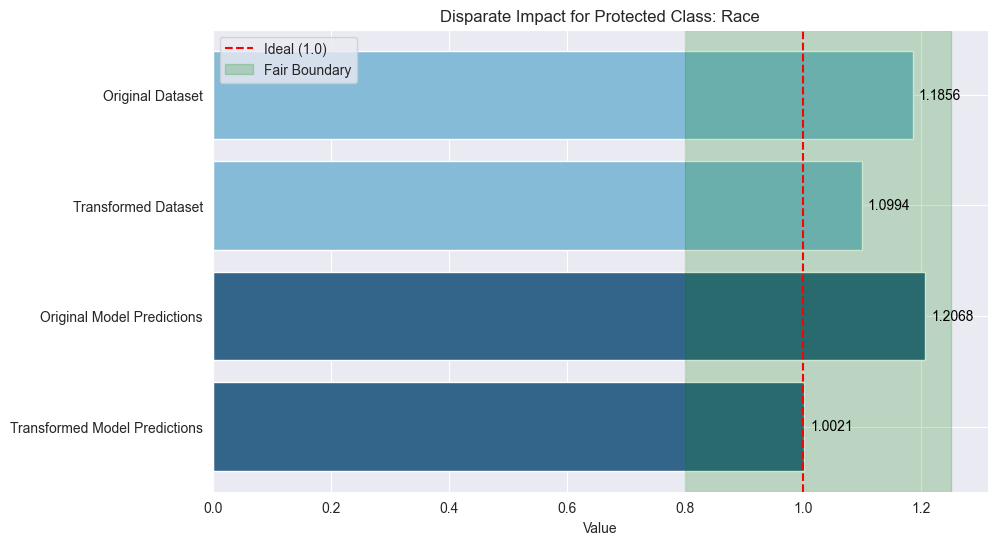 Disparate Impact for Protected Class: Race
Ideal (1.0)
Fair Boundary
Original Dataset
1.1856
Transformed Dataset
1.0994
Original Model Predictions
1.2068
Transformed Model Predictions
1.0021
0.0 0.2 0.4 0.6 0.8 1.0 1.2
Value